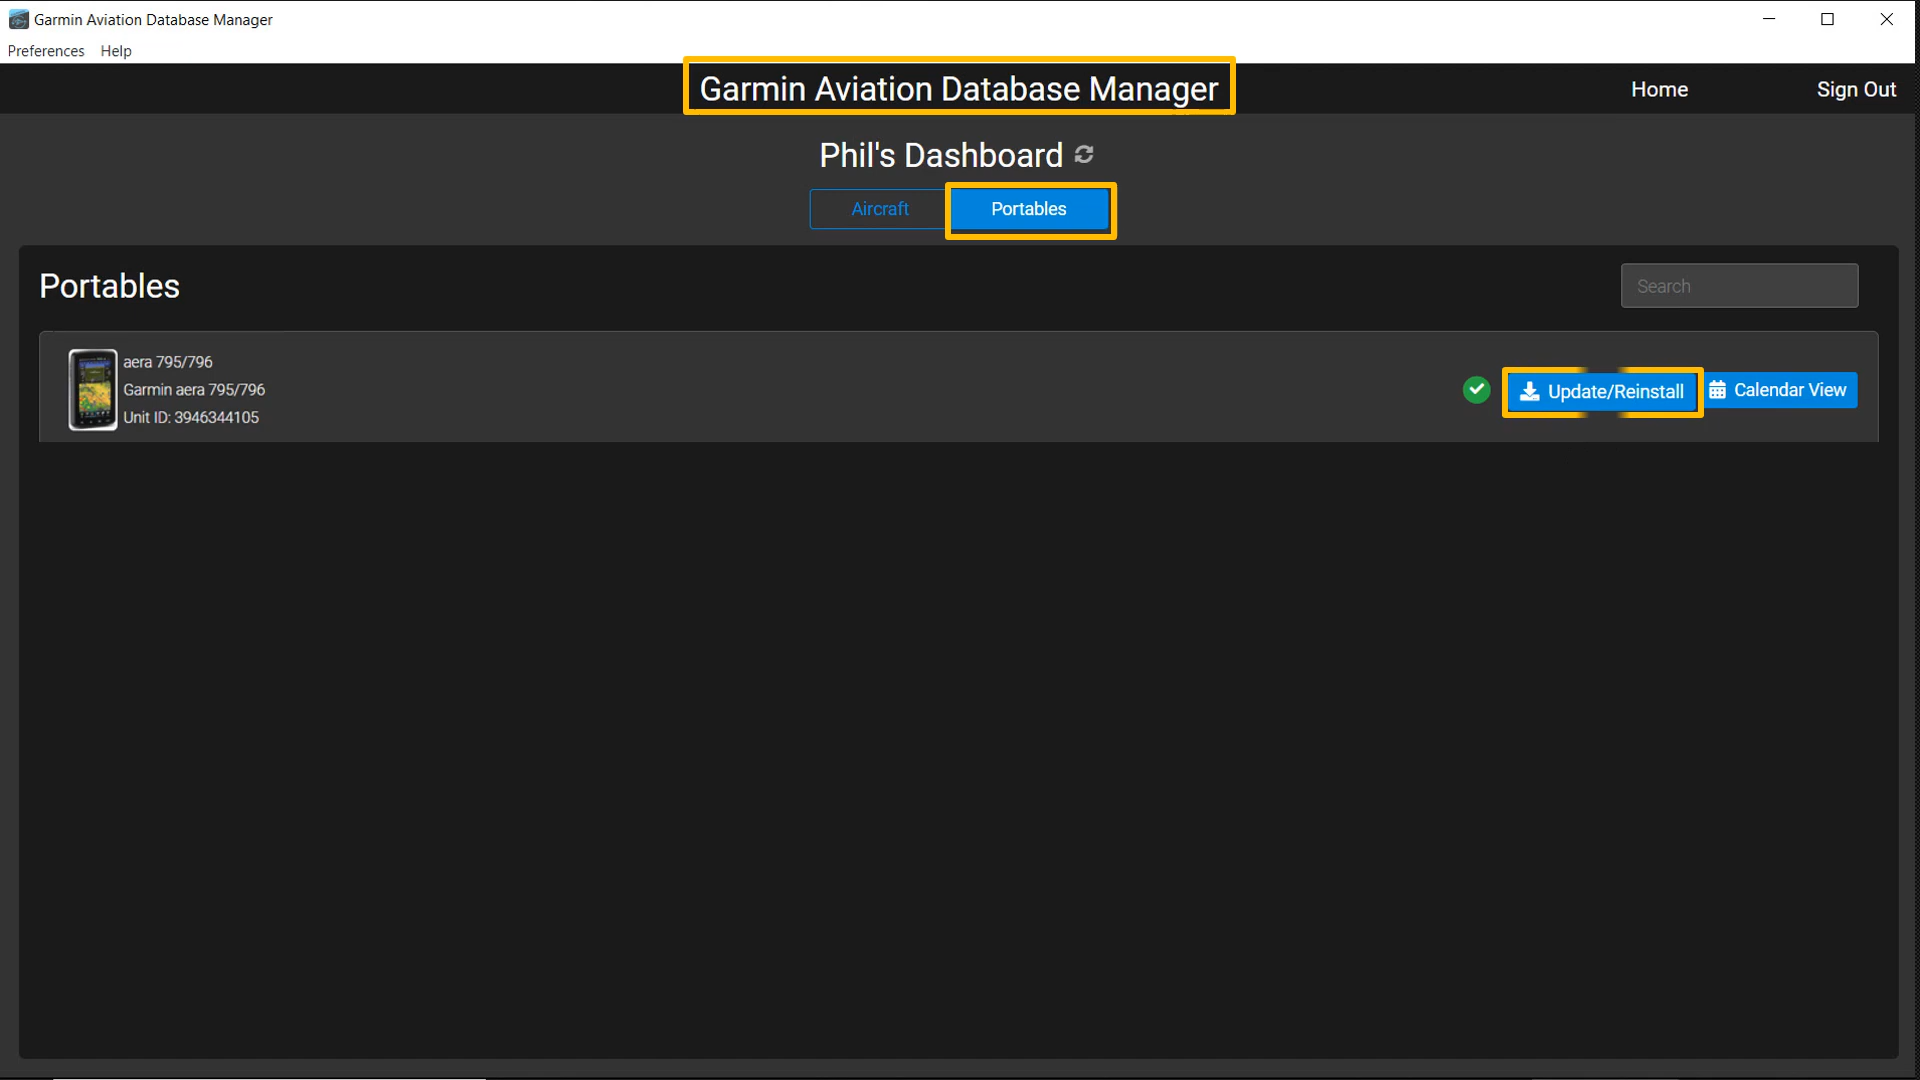 Garmin Aviation Database Manager
Preferences Help
Garmin Aviation Database Manager
Home
Sign Out
Phil's Dashboard
Aircraft
Portables
Portables
Search
aera 795/796
Garmin aera 795/796
Unit ID: 3946344105
Update/Reinstall
Calendar View